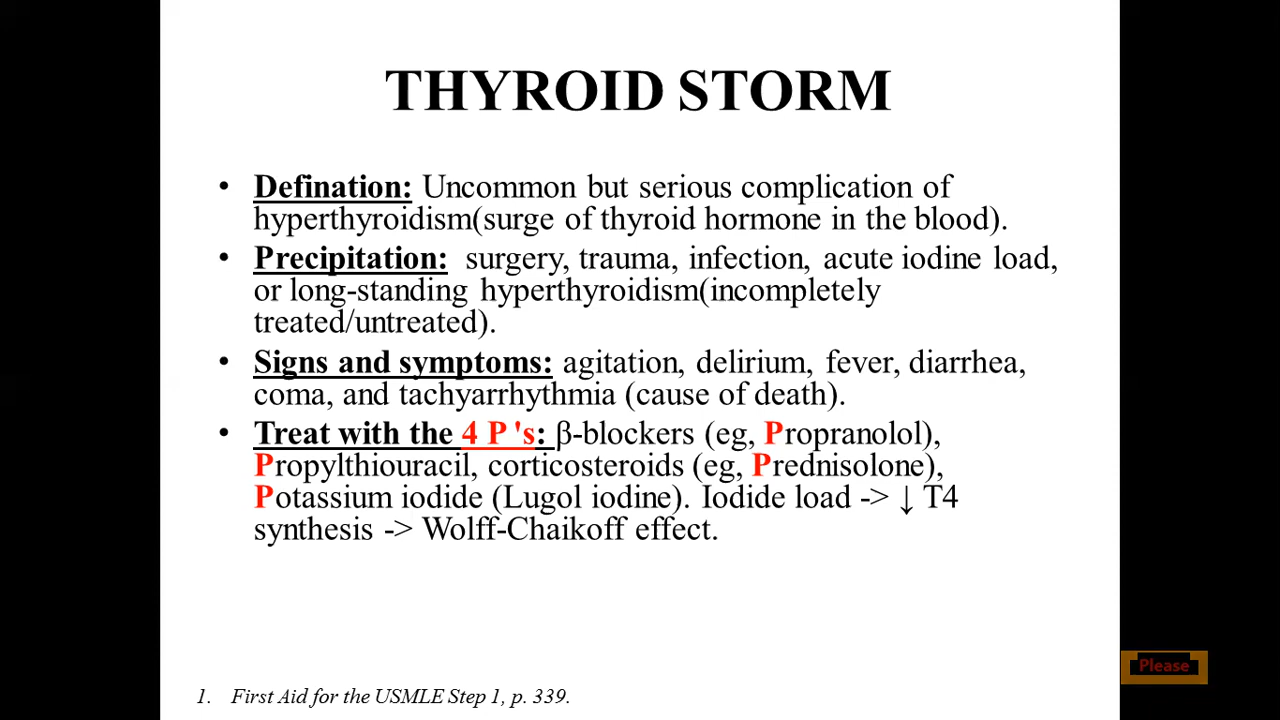 THYROID STORM
• Defination: Uncommon but serious complication of
hyperthyroidism(surge of thyroid hormone in the blood).
• Precipitation: surgery, trauma, infection, acute iodine load,
or long-standing hyperthyroidism(incompletely
treated/untreated).
• Signs and symptoms: agitation, delirium, fever, diarrhea,
coma, and tachyarrhythmia (cause of death).
• Treat with the 4 P 's: β-blockers (eg, Propranolol),
Propylthiouracil, corticosteroids (eg, Prednisolone),
Potassium iodide (Lugol iodine). Iodide load -> ↓ T4
synthesis -> Wolff-Chaikoff effect.
Please
1. First Aid for the USMLE Step 1, p. 339.